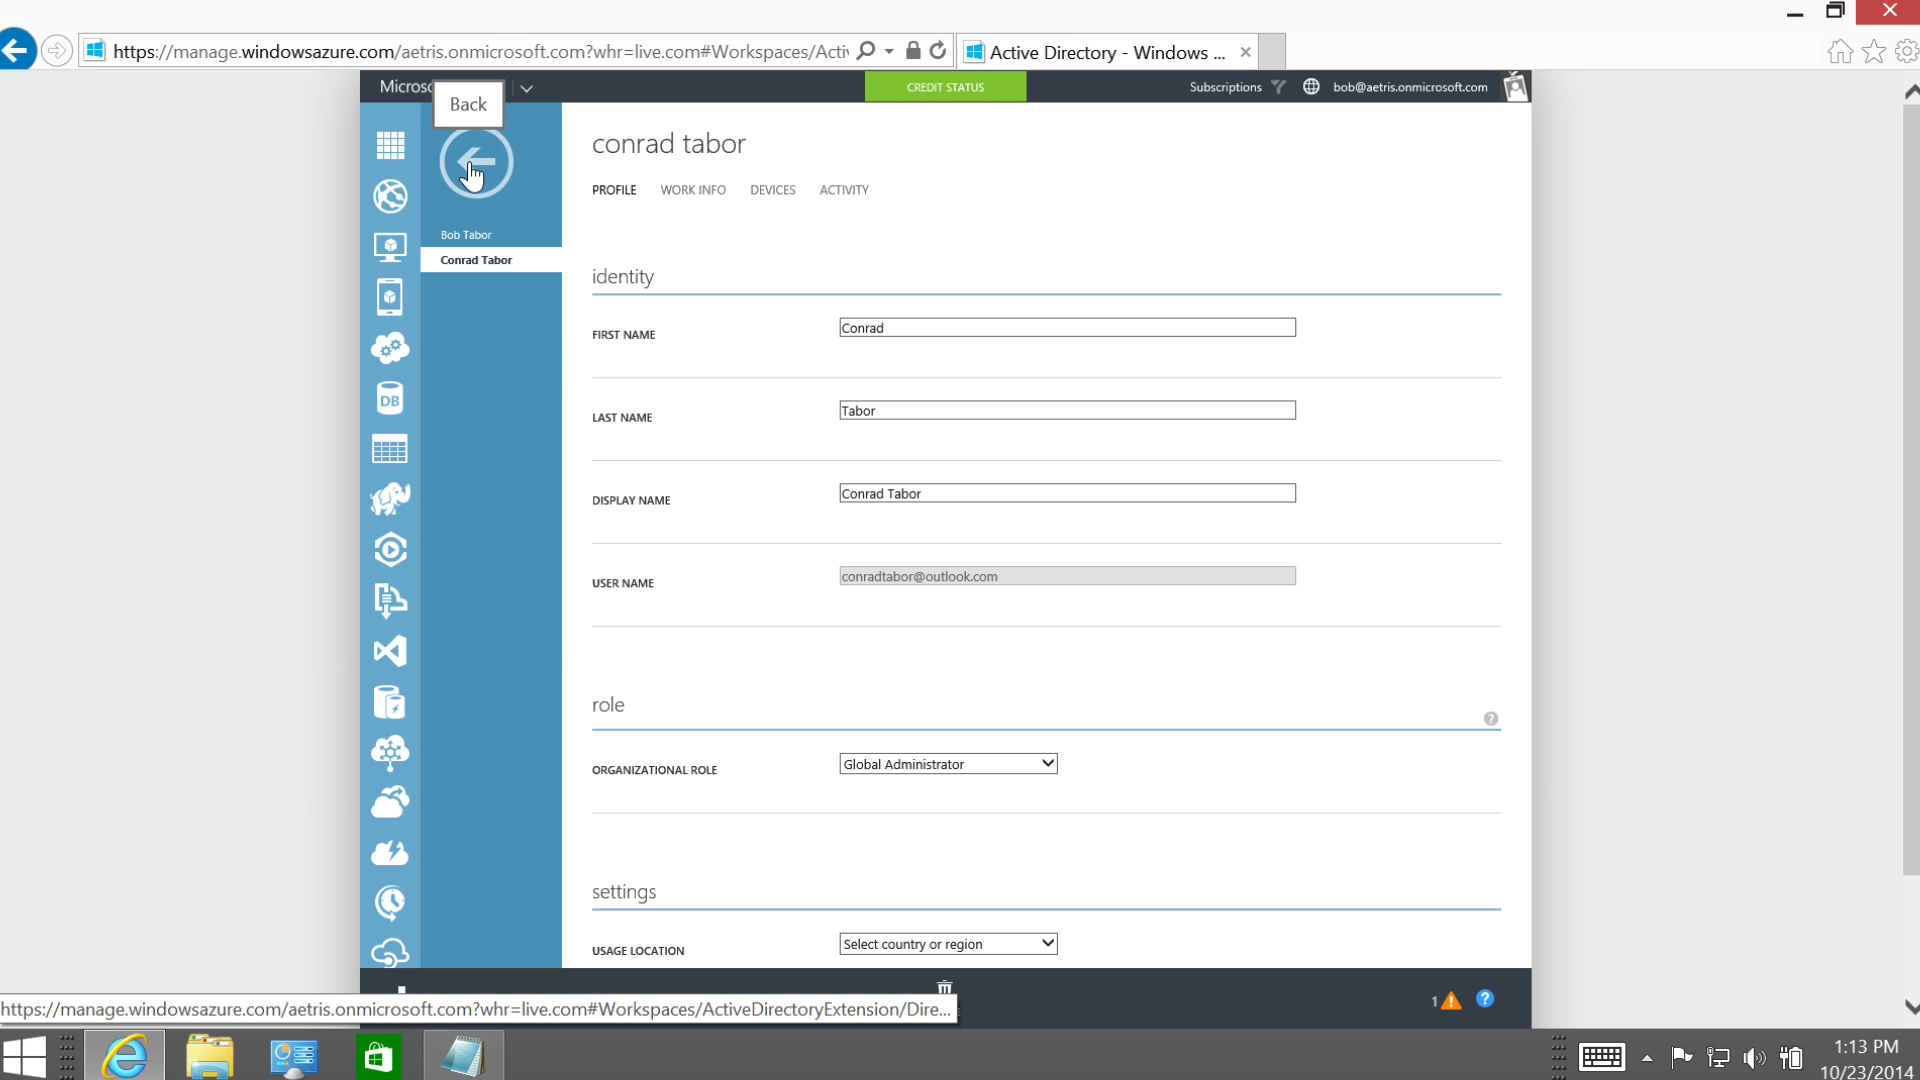 https://manage.windowsazure.com/aetris.onmicrosoft.com?whr=live.com#Workspaces/Acti
Active Directory - Windows ...
Back
CREDIT STATUS
Subscriptions
bob@aetris.onmicrosoft.com
Bob Tabor
Conrad Tabor
conrad tabor
PROFILE WORK INFO DEVICES ACTIVITY
identity
FIRST NAME Conrad
LAST NAME Tabor
DISPLAY NAME Conrad Tabor
USER NAME conradtabor@outlook.com
role
?
ORGANIZATIONAL ROLE Global Administrator
settings
USAGE LOCATION Select country or region
DB
https://manage.windowsazure.com/aetris.onmicrosoft.com?whr=live.com#Workspaces/ActiveDirectoryExtension/Dire...
1
?
1:13 PM
10/23/2014